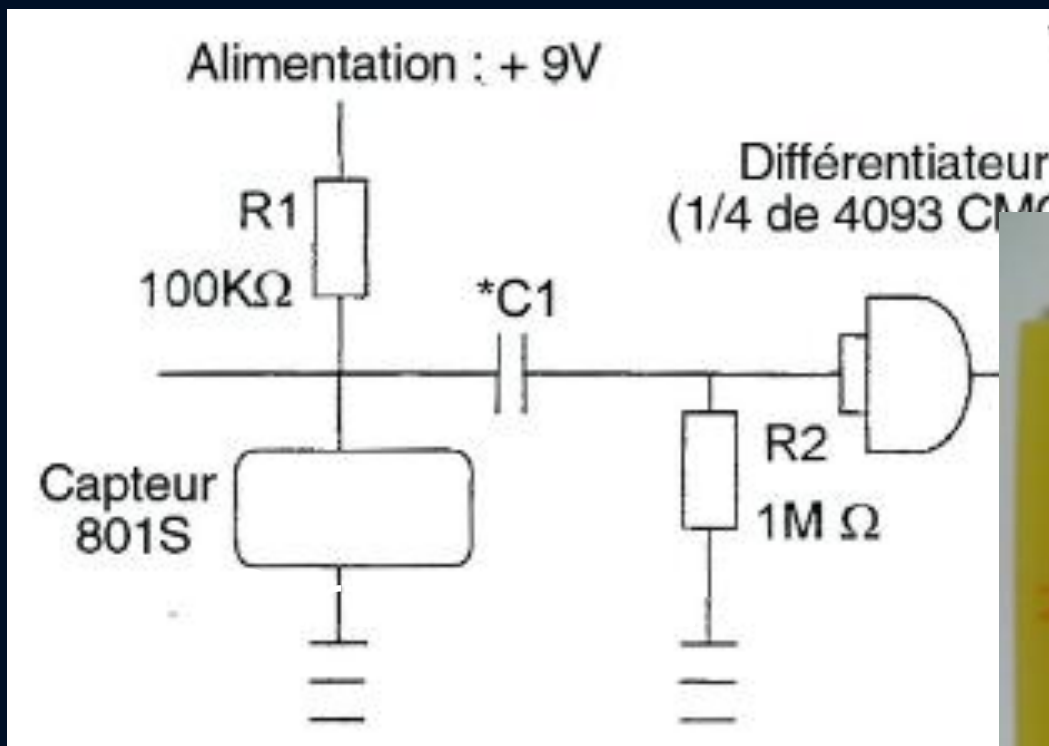 Alimentation : + 9V
Différentiateur
(1/4 de 4093
R1
100KΩ
*C1
Capteur
801S
R2
1M Ω